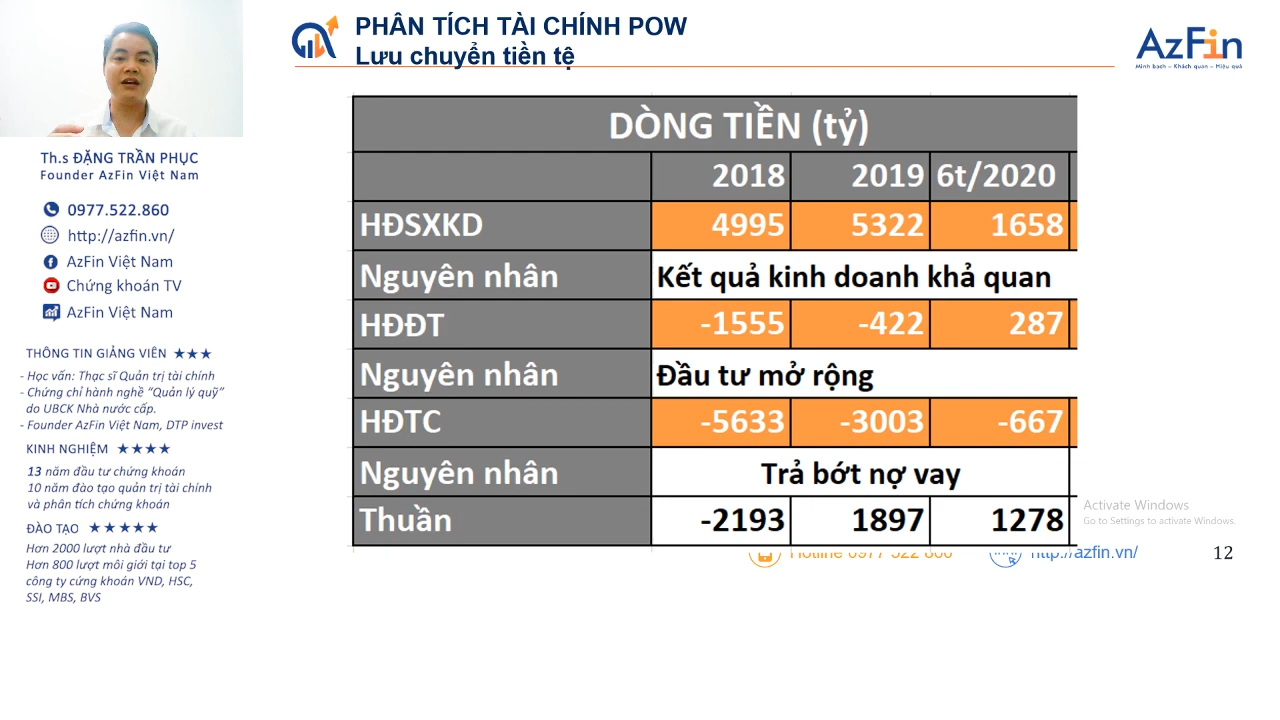 PHÂN TÍCH TÀI CHÍNH POW
Lưu chuyển tiền tệ
AzFin
Minh bạch – Khách quan – Hiệu quả
Th.s ĐẶNG TRẦN PHỤC
Founder AzFin Việt Nam
0977.522.860
http://azfin.vn/
AzFin Việt Nam
Chứng khoán TV
AzFin Việt Nam
THÔNG TIN GIẢNG VIÊN ★★★
- Học vấn: Thạc sĩ Quản trị tài chính
- Chứng chỉ hành nghề “Quản lý quỹ”
do UBCK Nhà nước cấp.
- Founder AzFin Việt Nam, DTP invest
KINH NGHIỆM ★★★★
13 năm đầu tư chứng khoán
10 năm đào tạo quản trị tài chính
và phân tích chứng khoán
ĐÀO TẠO ★★★★★
Hơn 2000 lượt nhà đầu tư
Hơn 800 lượt môi giới tại top 5
công ty cứng khoán VND, HSC,
SSI, MBS, BVS
DÒNG TIỀN (tỷ)
2018 2019 6t/2020
HĐSXKD 4995 5322 1658
Nguyên nhân Kết quả kinh doanh khả quan
HĐĐT -1555 -422 287
Nguyên nhân Đầu tư mở rộng
HĐTC -5633 -3003 -667
Nguyên nhân Trả bớt nợ vay
Thuần -2193 1897 1278
Activate Windows
Go to Settings to activate Windows.
Hotline 0977 522 860 http://azfin.vn/ 12